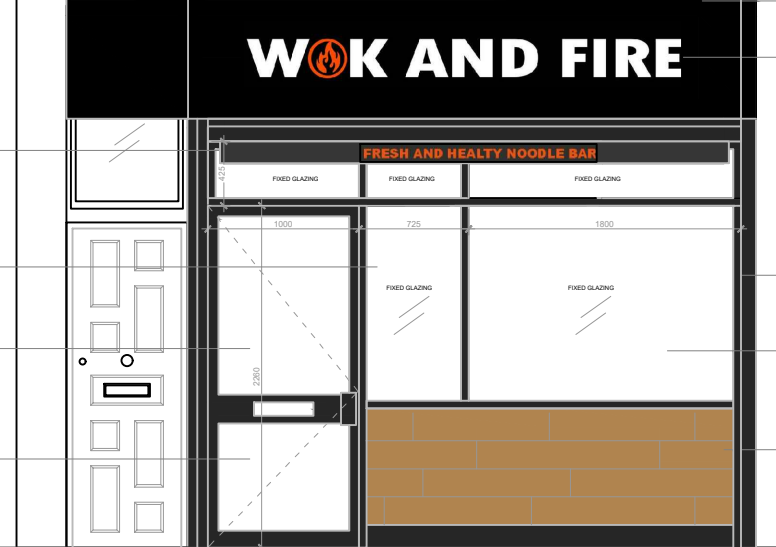 WOK AND FIRE
FRESH AND HEALTY NOODLE BAR
425
FIXED GLAZING
FIXED GLAZING
FIXED GLAZING
1000
725
1800
FIXED GLAZING
FIXED GLAZING
2260